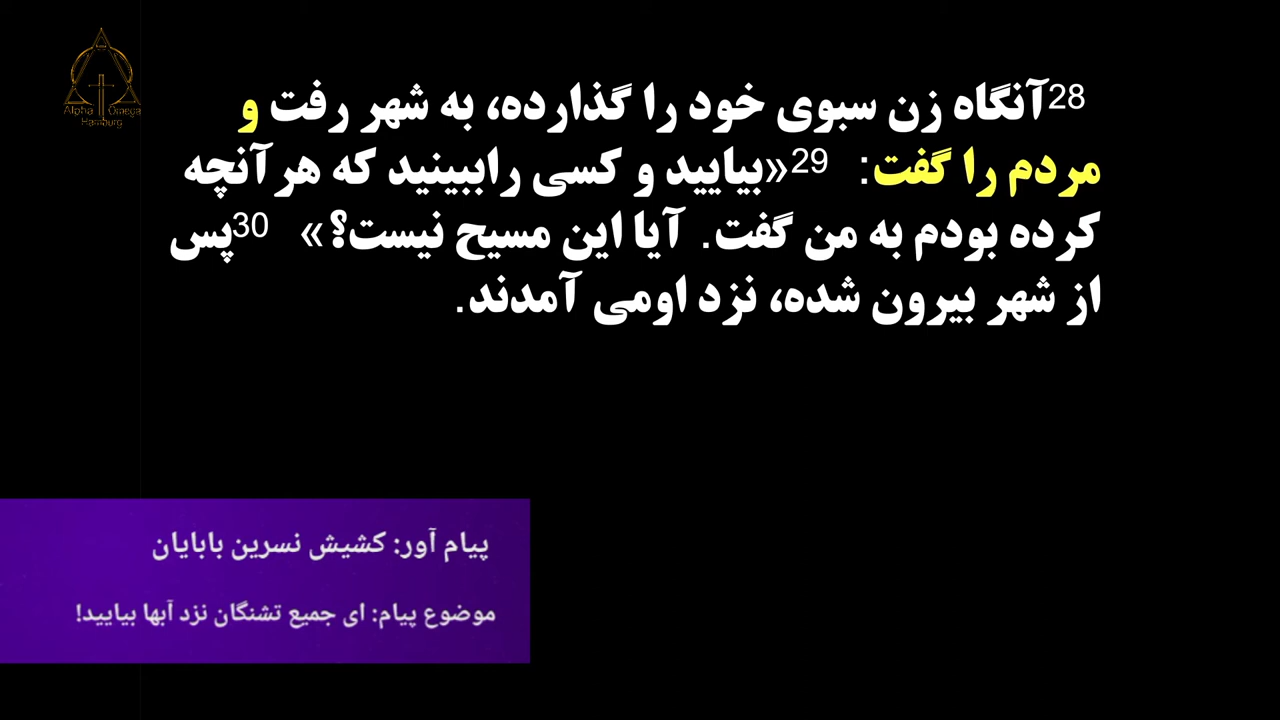 Alpha Omega
Hamburg
28آنگاه زن سبوی خود را گذارده، به شهر رفت و
مردم را گفت: 29«بیایید و کسی راببینید که هرآنچه
کرده بودم به من گفت. آیا این مسیح نیست؟» 30پس
از شهر بیرون شده، نزد اومی آمدند.
پیام آور: کشیش نسرین بابایان
موضوع پیام: ای جمیع تشنگان نزد آبها بیایید!